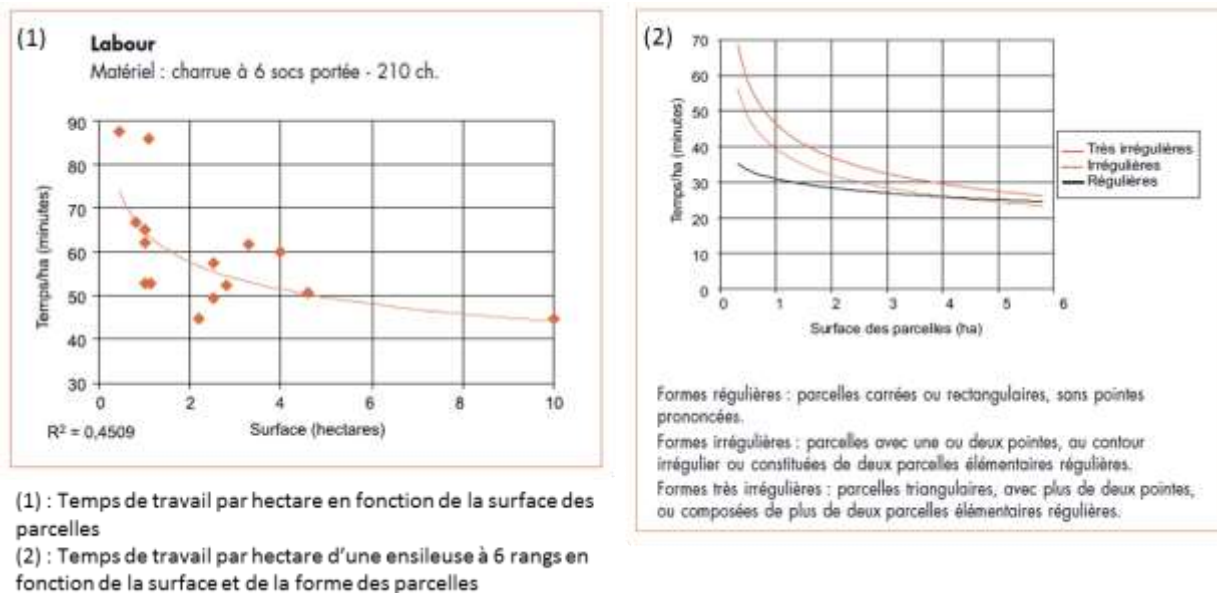 (1)
Labour
Matériel : charrue à 6 socs portée - 210 ch.
Temps/ha (minutes)
90
80
70
60
50
40
30
0 2 4 6 8 10
R² = 0,4509
Surface (hectares)
(1) : Temps de travail par hectare en fonction de la surface des
parcelles
(2) : Temps de travail par hectare d'une ensileuse à 6 rangs en
fonction de la surface et de la forme des parcelles
(2)
Temps/ha (minutes)
70
60
50
40
30
20
10
0
0 1 2 3 4 5 6
Surface des parcelles (ha)
Très irrégulières
Irrégulières
Régulières
Formes régulières : parcelles carrées ou rectangulaires, sans pointes
prononcées.
Formes irrégulières : parcelles avec une ou deux pointes, au contour
irrégulier ou constituées de deux parcelles élémentaires régulières.
Formes très irrégulières : parcelles triangulaires, avec plus de deux pointes,
ou composées de plus de deux parcelles élémentaires régulières.